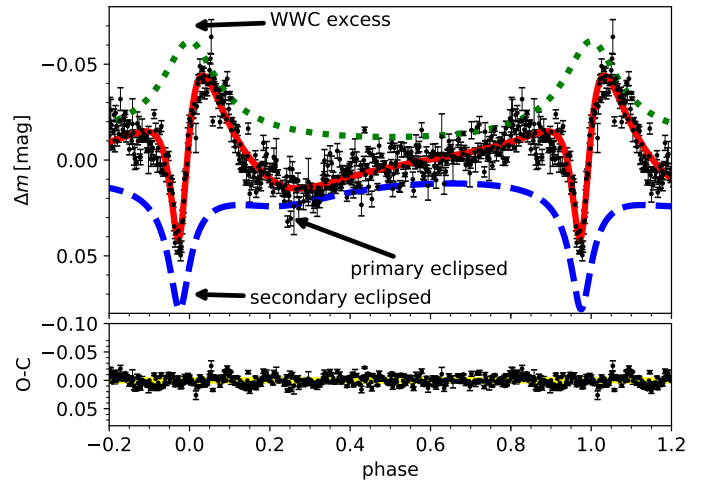 WWC excess
−0.05
0.00
Δm [mag]
0.05
primary eclipsed
secondary eclipsed
−0.10
−0.05
0.00
O-C
0.05
−0.2 0.0 0.2 0.4 0.6 0.8 1.0 1.2
phase